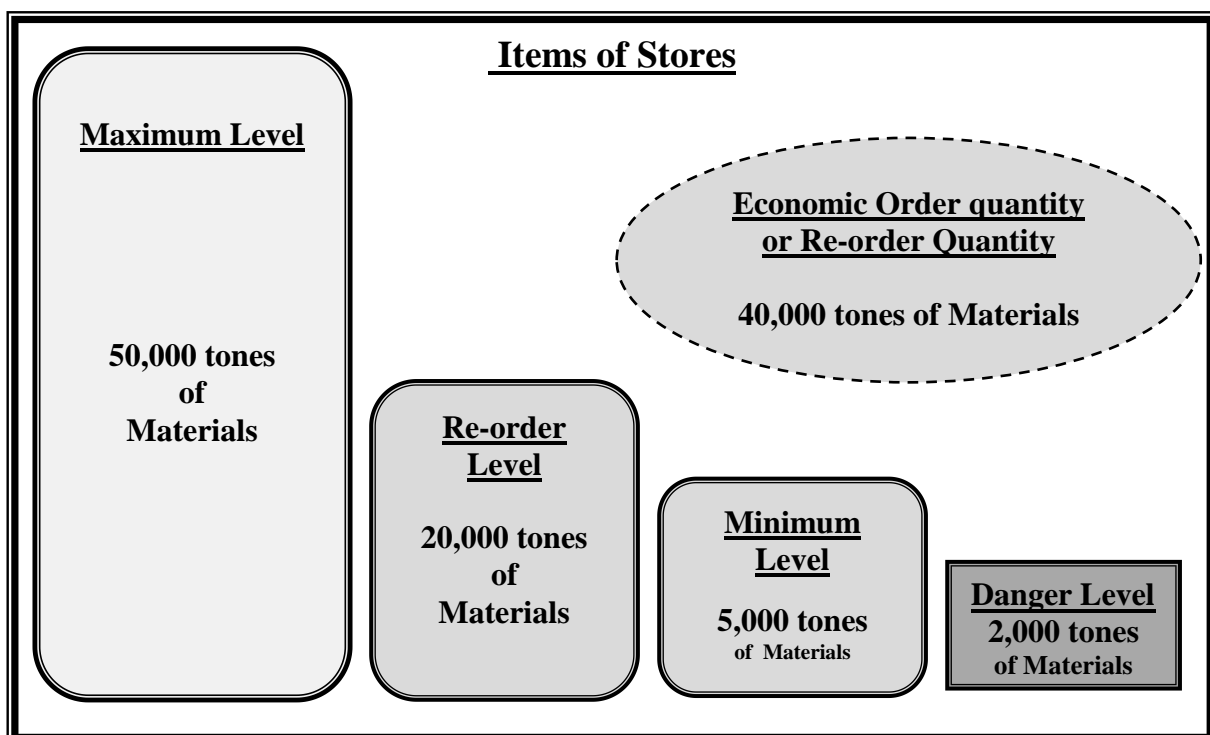 Items of Stores
Maximum Level
50,000 tones
of
Materials
Economic Order quantity
or Re-order Quantity
40,000 tones of Materials
Re-order
Level
20,000 tones
of
Materials
Minimum
Level
5,000 tones
of Materials
Danger Level
2,000 tones
of Materials